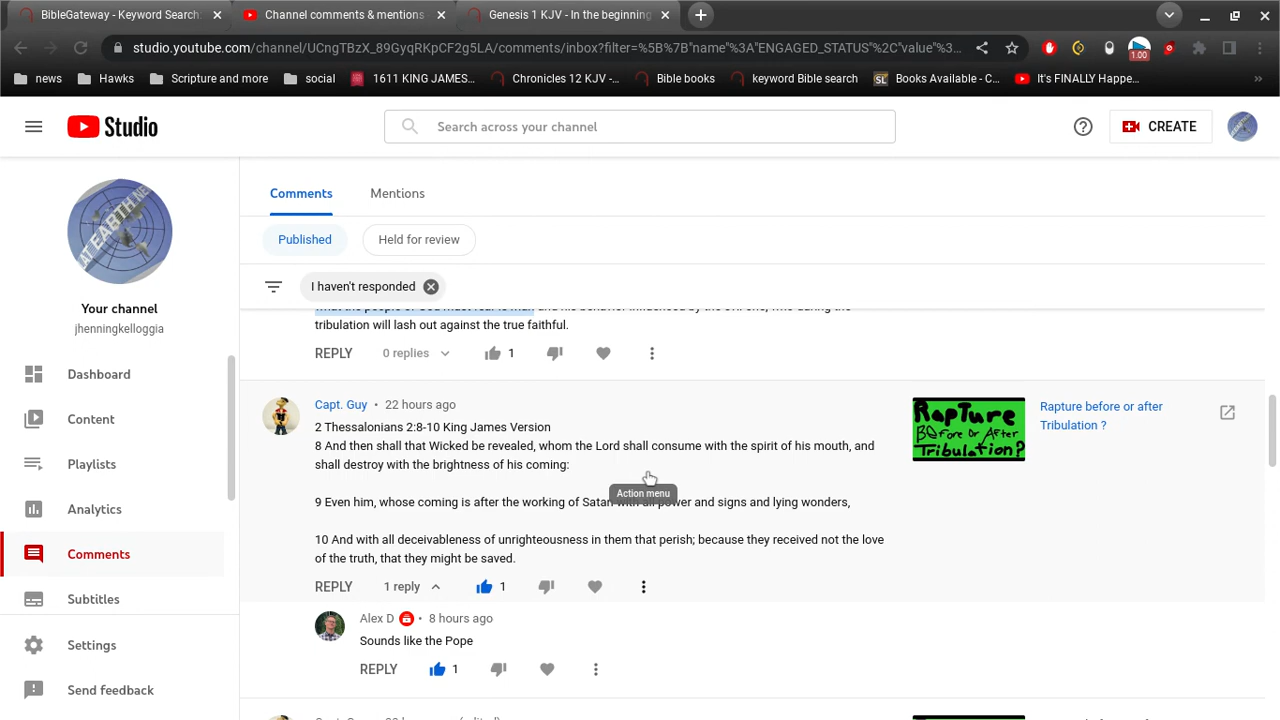 BibleGateway - Keyword Search:
Channel comments & mentions
Genesis 1 KJV - In the beginning
studio.youtube.com/channel/UCngTBzX_89GyqRKpCF2g5LA/comments/inbox?filter=%5B%7B"name"%3A"ENGAGED_STATUS"%2C"value"%3...
1.00
news
Hawks
Scripture and more
social
1611 KING JAMES...
Chronicles 12 KJV -...
Bible books
keyword Bible search
SL
Books Available - C...
It's FINALLY Happe...
»
Studio
Search across your channel
CREATE
AT EARTH.NE
Your channel
jhenningkelloggia
Dashboard
Content
Playlists
Analytics
Comments
Subtitles
Settings
Send feedback
Comments
Mentions
Published
Held for review
I haven't responded
tribulation will lash out against the true faithful.
REPLY
0 replies
1
Capt. Guy • 22 hours ago
2 Thessalonians 2:8-10 King James Version
8 And then shall that Wicked be revealed, whom the Lord shall consume with the spirit of his mouth, and
shall destroy with the brightness of his coming:
Action menu
9 Even him, whose coming is after the working of Satan with all power and signs and lying wonders,
10 And with all deceivableness of unrighteousness in them that perish; because they received not the love
of the truth, that they might be saved.
REPLY
1 reply
1
Rapture
Before or After
Tribulation?
Rapture before or after
Tribulation ?
Alex D • 8 hours ago
Sounds like the Pope
REPLY
1